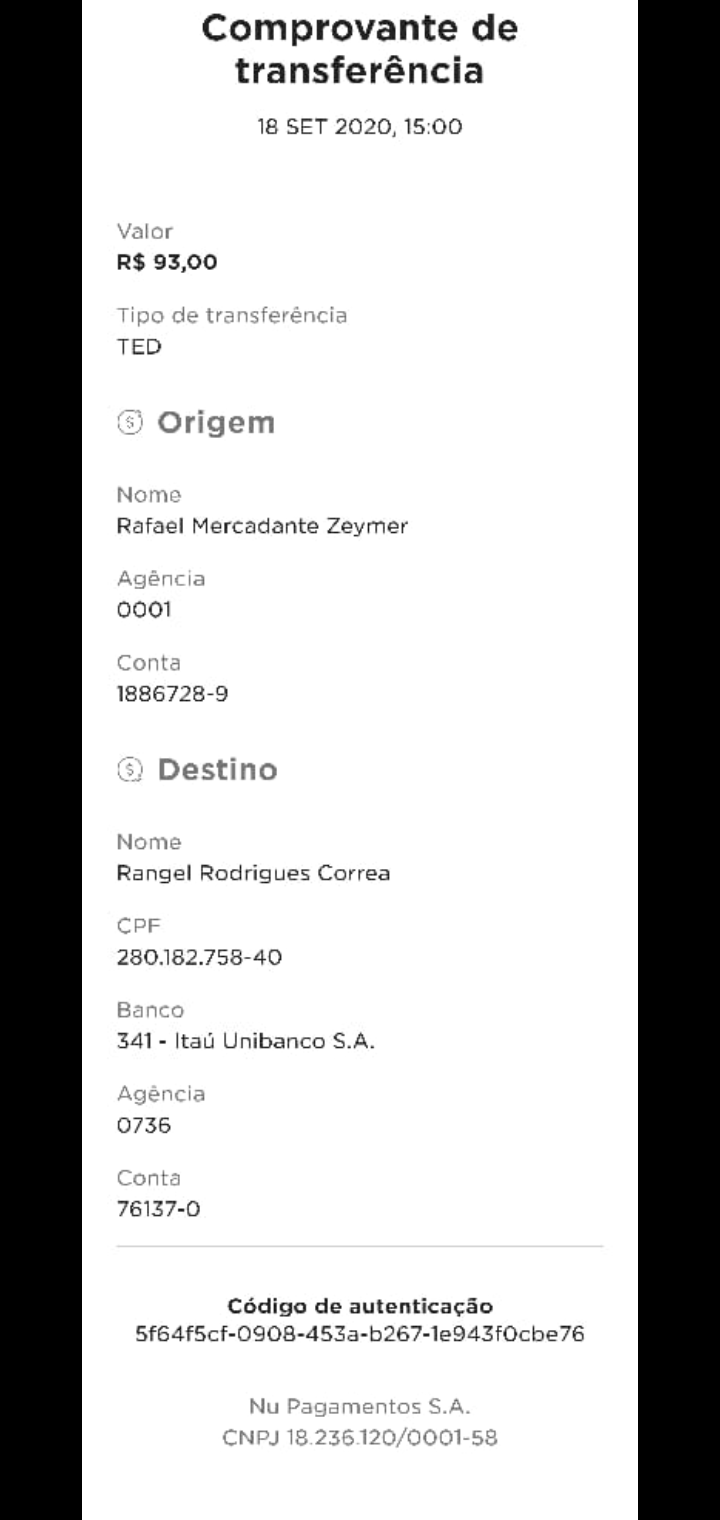 Comprovante de
transferência
18 SET 2020, 15:00
Valor
R$ 93,00
Tipo de transferência
TED
Origem
Nome
Rafael Mercadante Zeymer
Agência
0001
Conta
1886728-9
Destino
Nome
Rangel Rodrigues Correa
CPF
280.182.758-40
Banco
341 - Itaú Unibanco S.A.
Agência
0736
Conta
76137-0
Código de autenticação
5f64f5cf-0908-453a-b267-1e943f0cbe76
Nu Pagamentos S.A.
CNPJ 18.236.120/0001-58